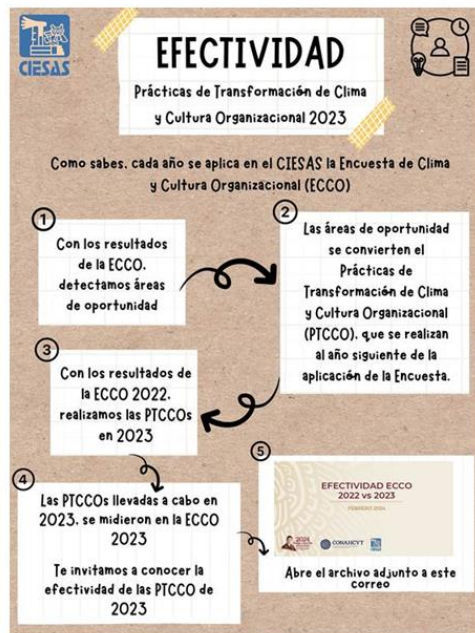 CIESAS
EFECTIVIDAD
Prácticas de Transformación de Clima
y Cultura Organizacional 2023
Como sabes, cada año se aplica en el CIESAS la Encuesta de Clima
y Cultura Organizacional (ECCO)
1
Con los resultados
de la ECCO,
detectamos áreas
de oportunidad
2
Las áreas de oportunidad
se convierten el
Prácticas de
Transformación de Clima
y Cultura Organizacional
(PTCCO), que se realizan
al año siguiente de la
aplicación de la Encuesta.
3
Con los resultados de
la ECCO 2022,
realizamos las PTCCOs
en 2023
4
Las PTCCOs llevadas a cabo en
2023, se midieron en la ECCO
2023
Te invitamos a conocer la
efectividad de las PTCCO de
2023
5
EFECTIVIDAD ECCO
2022 vs 2023
FEBRERO 2024
2024
CONAHCYT
Abre el archivo adjunto a este
correo